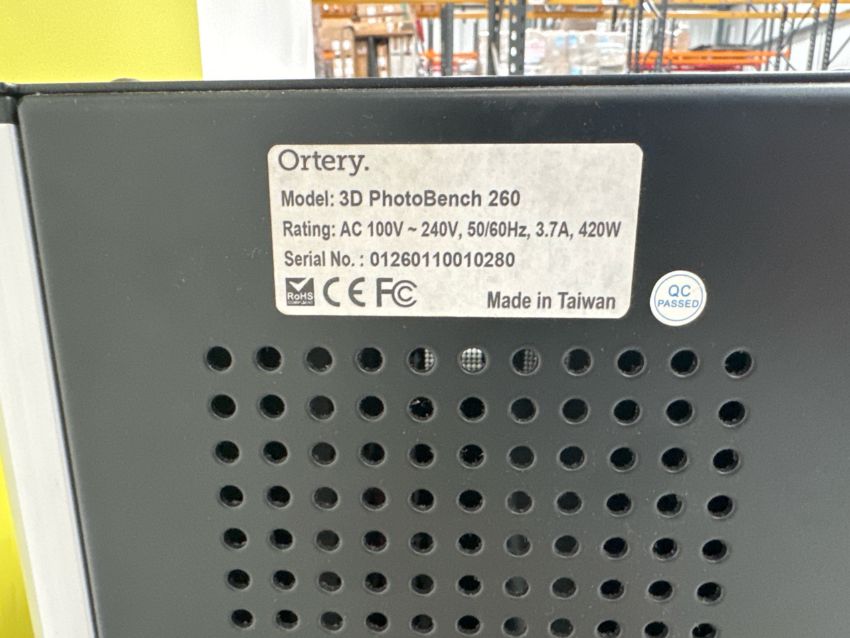 Ortery.
Model: 3D PhotoBench 260
Rating: AC 100V ~ 240V, 50/60Hz, 3.7A, 420W
Serial No. : 01260110010280
RoHS
COMPLIANT
CE FC
Made in Taiwan
QC
PASSED